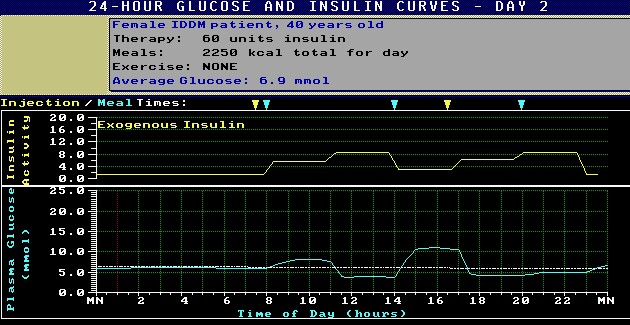 24-HOUR GLUCOSE AND INSULIN CURVES - DAY 2
Female IDDM patient, 40 years old
Therapy: 60 units insulin
Meals: 2250 kcal total for day
Exercise: NONE
Average Glucose: 6.9 mmol
Injection / Meal Times:
Insulin Activity
20.0
16.0
12.0
8.0
4.0
0.0
Exogenous Insulin
Plasma Glucose (mmol)
25.0
20.0
15.0
10.0
5.0
0.0
MN 2 4 6 8 10 12 14 16 18 20 22 MN
Time of Day (hours)